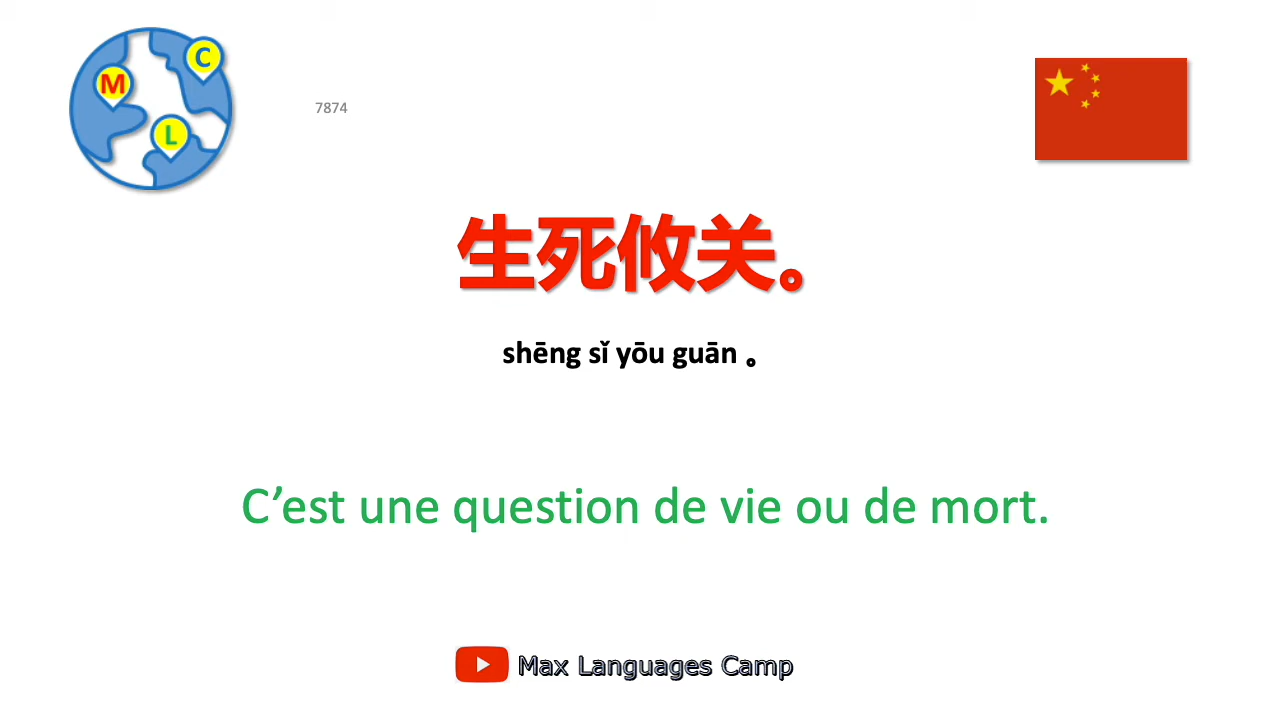 M C L
7874
生死攸关。
shēng sǐ yōu guān 。
C’est une question de vie ou de mort.
Max Languages Camp